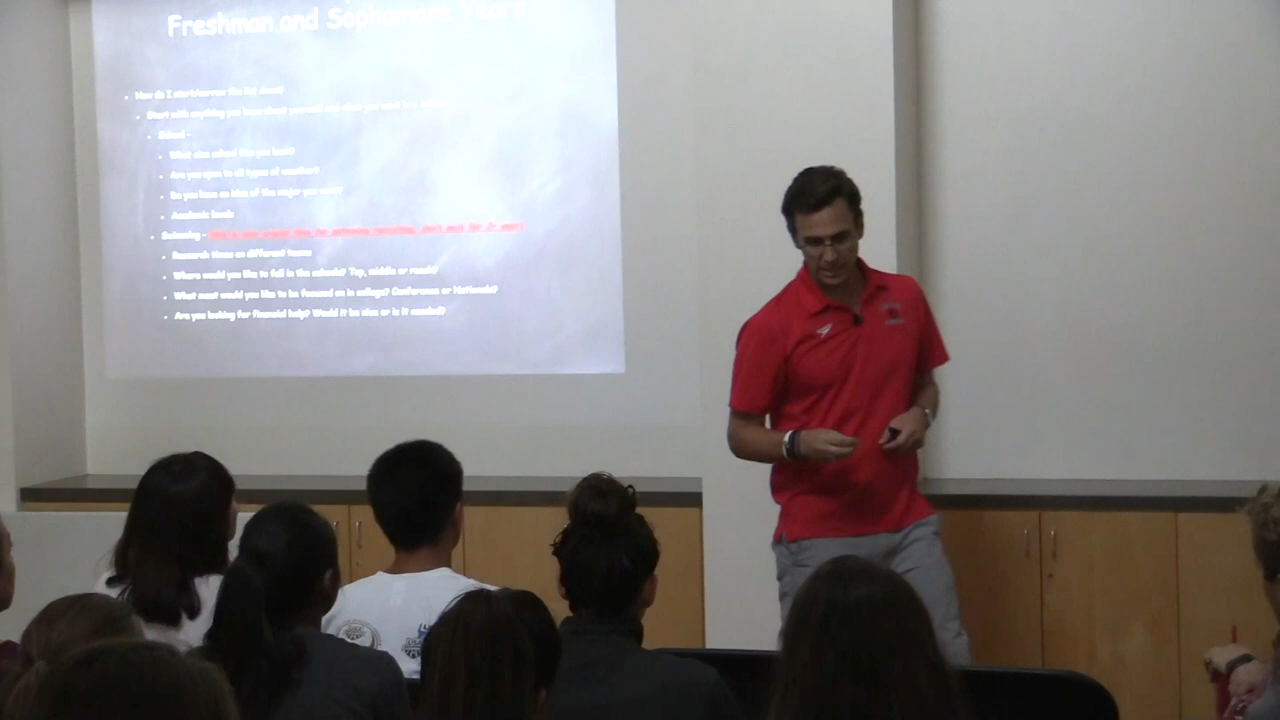 Freshman and Sophomore Years
How do I start/narrow the list down?
Start with anything you know about yourself and what you want in a school.
School -
What size school fits you best?
Are you open to all types of weather?
Do you have an idea of the major you want?
Academic levels
Swimming -
Research times on different teams
Where would you like to fall in the schools? Top, middle or reach?
What meet would you like to be focused on in college? Conference or Nationals?
Are you looking for financial help? Would it be nice or is it needed?